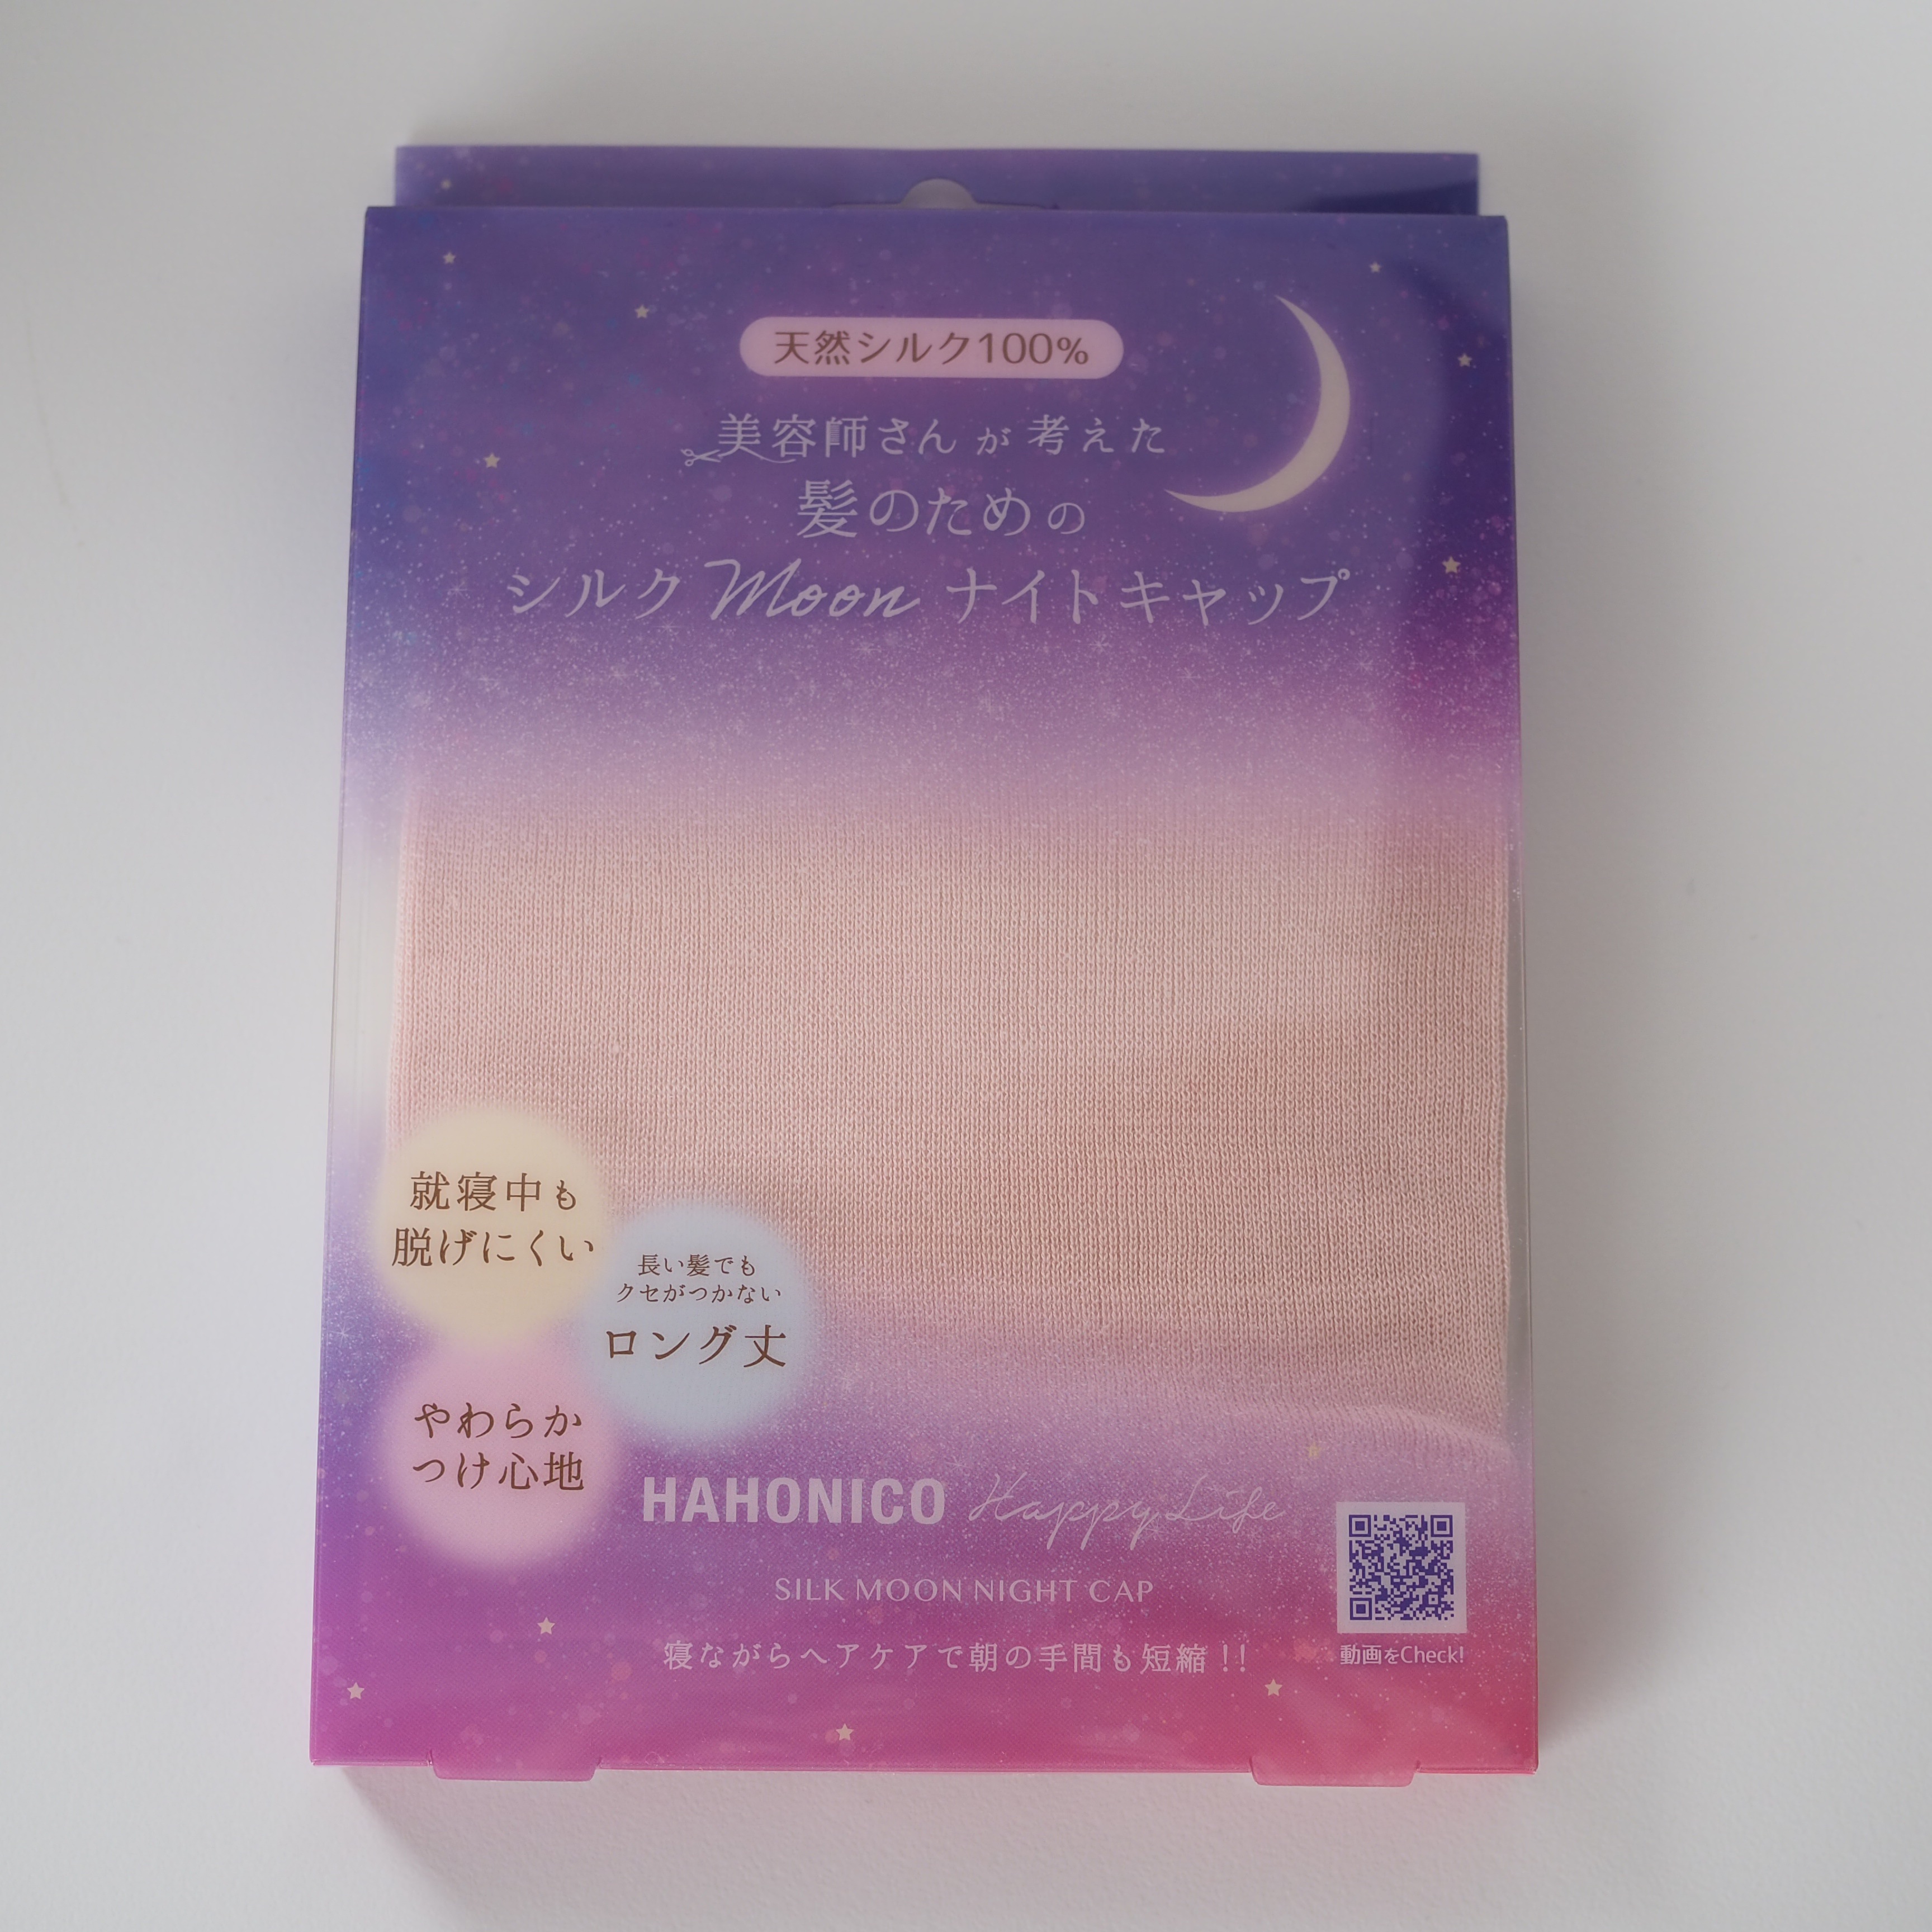 天然シルク100%
美容師さんが考えた
髪のための
シルクMoonナイトキャップ
就寝中も
脱げにくい
長い髪でも
クセがつかない
ロング丈
やわらか
つけ心地
HAHONICO Happy Life
SILK MOON NIGHT CAP
寝ながらヘアケアで朝の手間も短縮!!
動画をCheck!